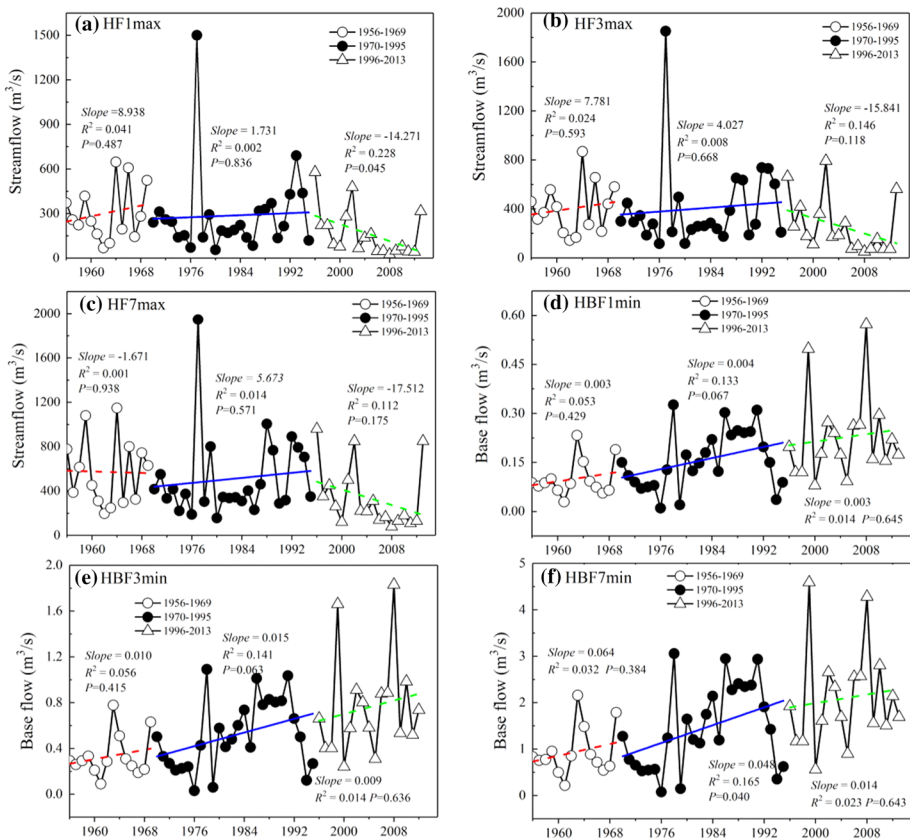 (a) HF1max
Streamflow (m³/s)
1500
1200
900
600
300
0
1956-1969
1970-1995
1996-2013
Slope =8.938
R² = 0.041
P=0.487
Slope = 1.731
R² = 0.002
P=0.836
Slope = -14.271
R² = 0.228
P=0.045
1960 1968 1976 1984 1992 2000 2008
(b) HF3max
Streamflow (m³/s)
2000
1600
1200
800
400
0
1956-1969
1970-1995
1996-2013
Slope = 7.781
R² = 0.024
P=0.593
Slope = 4.027
R² = 0.008
P=0.668
Slope = -15.841
R² = 0.146
P=0.118
1960 1968 1976 1984 1992 2000 2008
(c) HF7max
Streamflow (m³/s)
2000
1600
1200
800
400
0
1956-1969
1970-1995
1996-2013
Slope = -1.671
R² = 0.001
P=0.938
Slope = 5.673
R² = 0.014
P=0.571
Slope = -17.512
R² = 0.112
P=0.175
1960 1968 1976 1984 1992 2000 2008
(d) HBF1min
Base flow (m³/s)
0.60
0.45
0.30
0.15
0.00
1956-1969
1970-1995
1996-2013
Slope = 0.003
R² = 0.053
P=0.429
Slope = 0.004
R² = 0.133
P=0.067
Slope = 0.003
R² = 0.014 P=0.645
1960 1968 1976 1984 1992 2000 2008
(e) HBF3min
Base flow (m³/s)
1.8
1.2
0.6
0.0
2.0
1.6
1.2
0.8
0.4
0.0
1956-1969
1970-1995
1996-2013
Slope = 0.010
R² = 0.056
P=0.415
Slope = 0.015
R² = 0.141
P=0.063
Slope = 0.009
R² = 0.014 P=0.636
1960 1968 1976 1984 1992 2000 2008
(f) HBF7min
Base flow (m³/s)
5
4
3
2
1
0
1956-1969
1970-1995
1996-2013
Slope = 0.064
R² = 0.032 P=0.384
Slope = 0.048
R² = 0.165
P=0.040
Slope = 0.014
R² = 0.023 P=0.643
1960 1968 1976 1984 1992 2000 2008